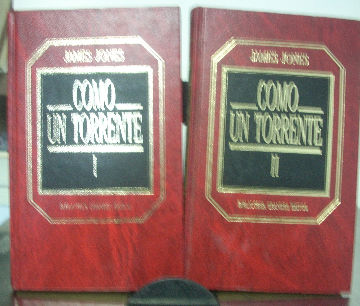 JAMES JONES
COMO
UN TORRENTE
I
JAMES JONES
COMO
UN TORRENTE
II